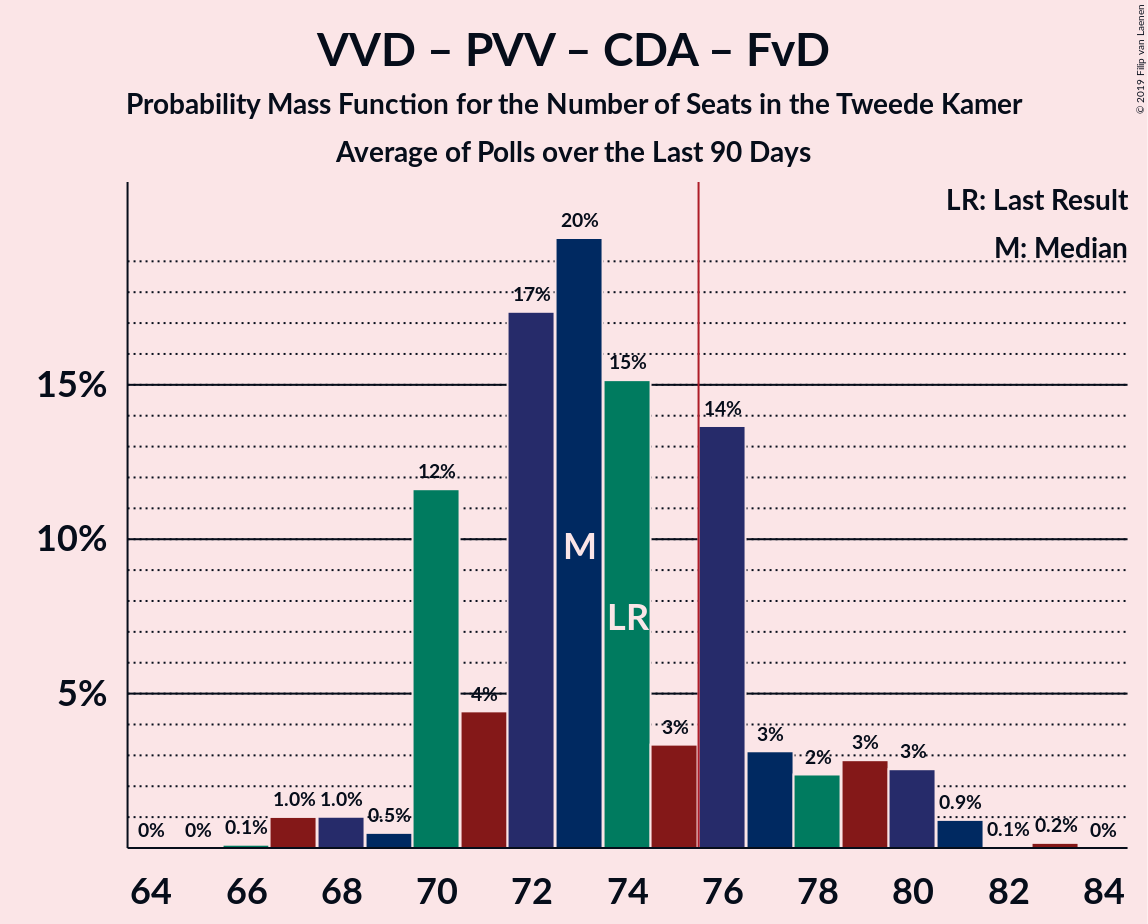 VVD – PVV – CDA – FvD
Probability Mass Function for the Number of Seats in the Tweede Kamer
Average of Polls over the Last 90 Days
© 2019 Filip van Laenen
LR: Last Result
M: Median
15%
10%
5%
0%
0%
0.1%
1.0%
1.0%
0.5%
12%
4%
17%
20%
15%
3%
14%
3%
2%
3%
3%
0.9%
0.1%
0.2%
0%
M
LR
64 66 68 70 72 74 76 78 80 82 84